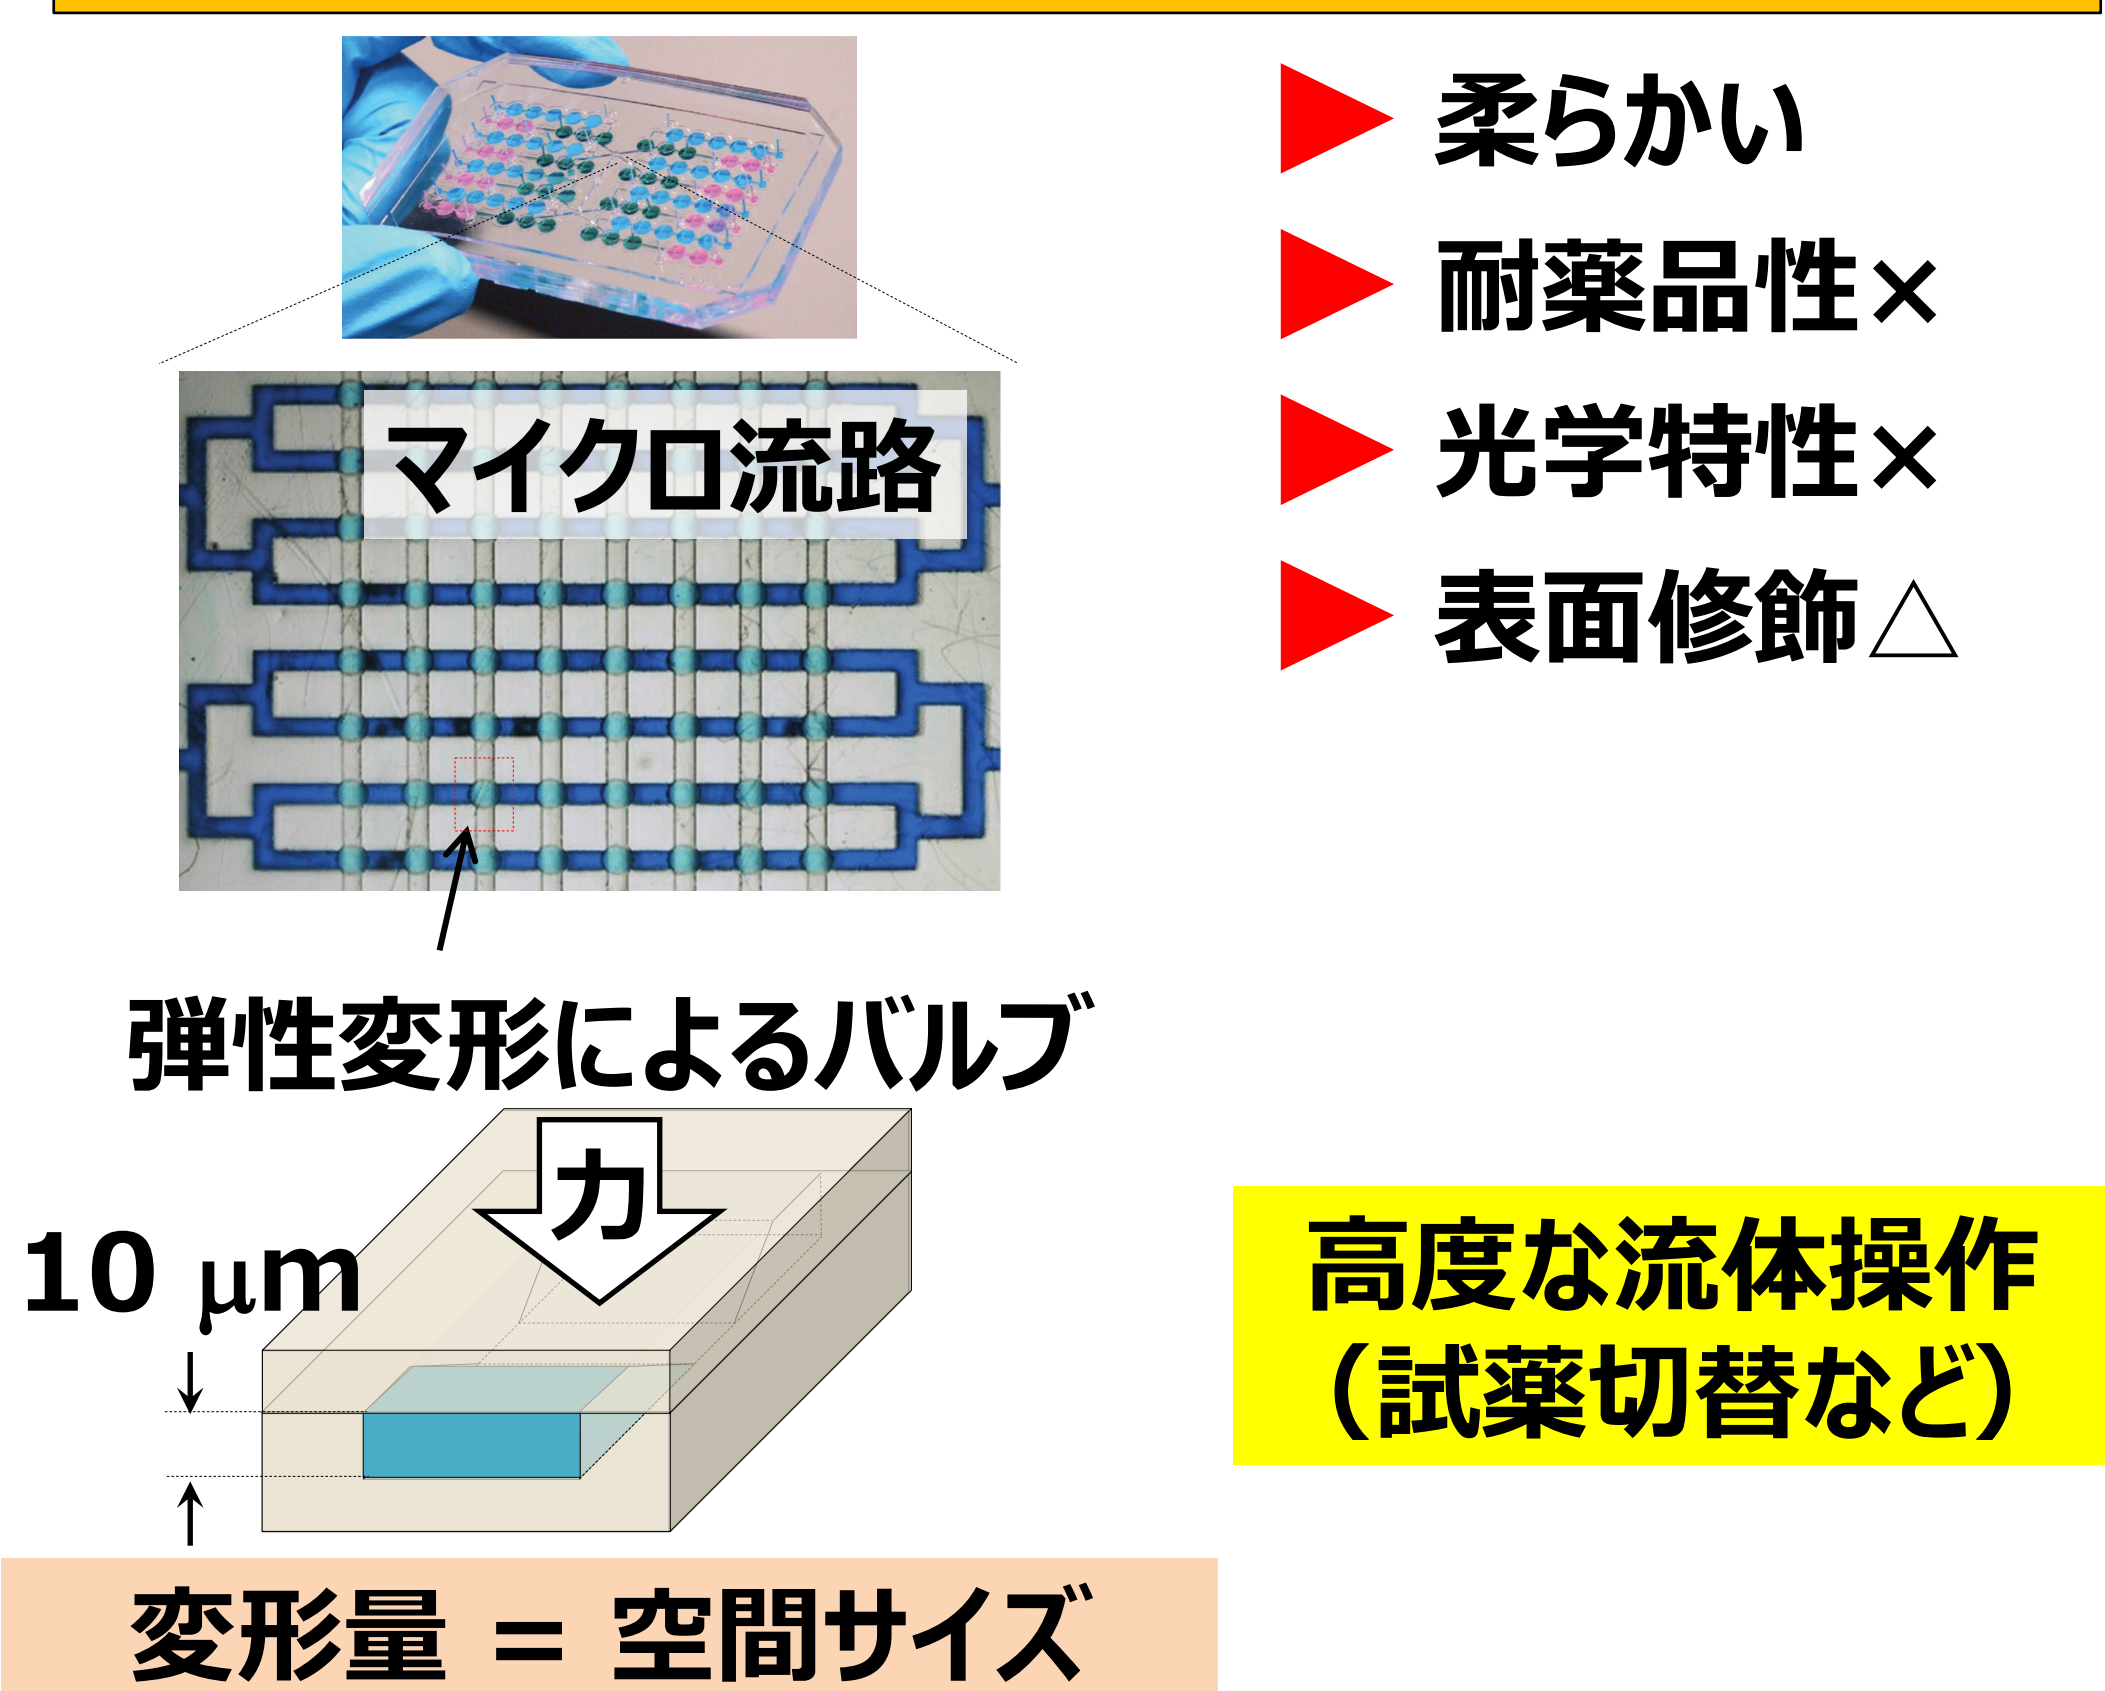 マイクロ流路
弾性変形によるバルブ
力
10 μm
変形量 = 空間サイズ
柔らかい
耐薬品性×
光学特性×
表面修飾△
高度な流体操作
（試薬切替など）